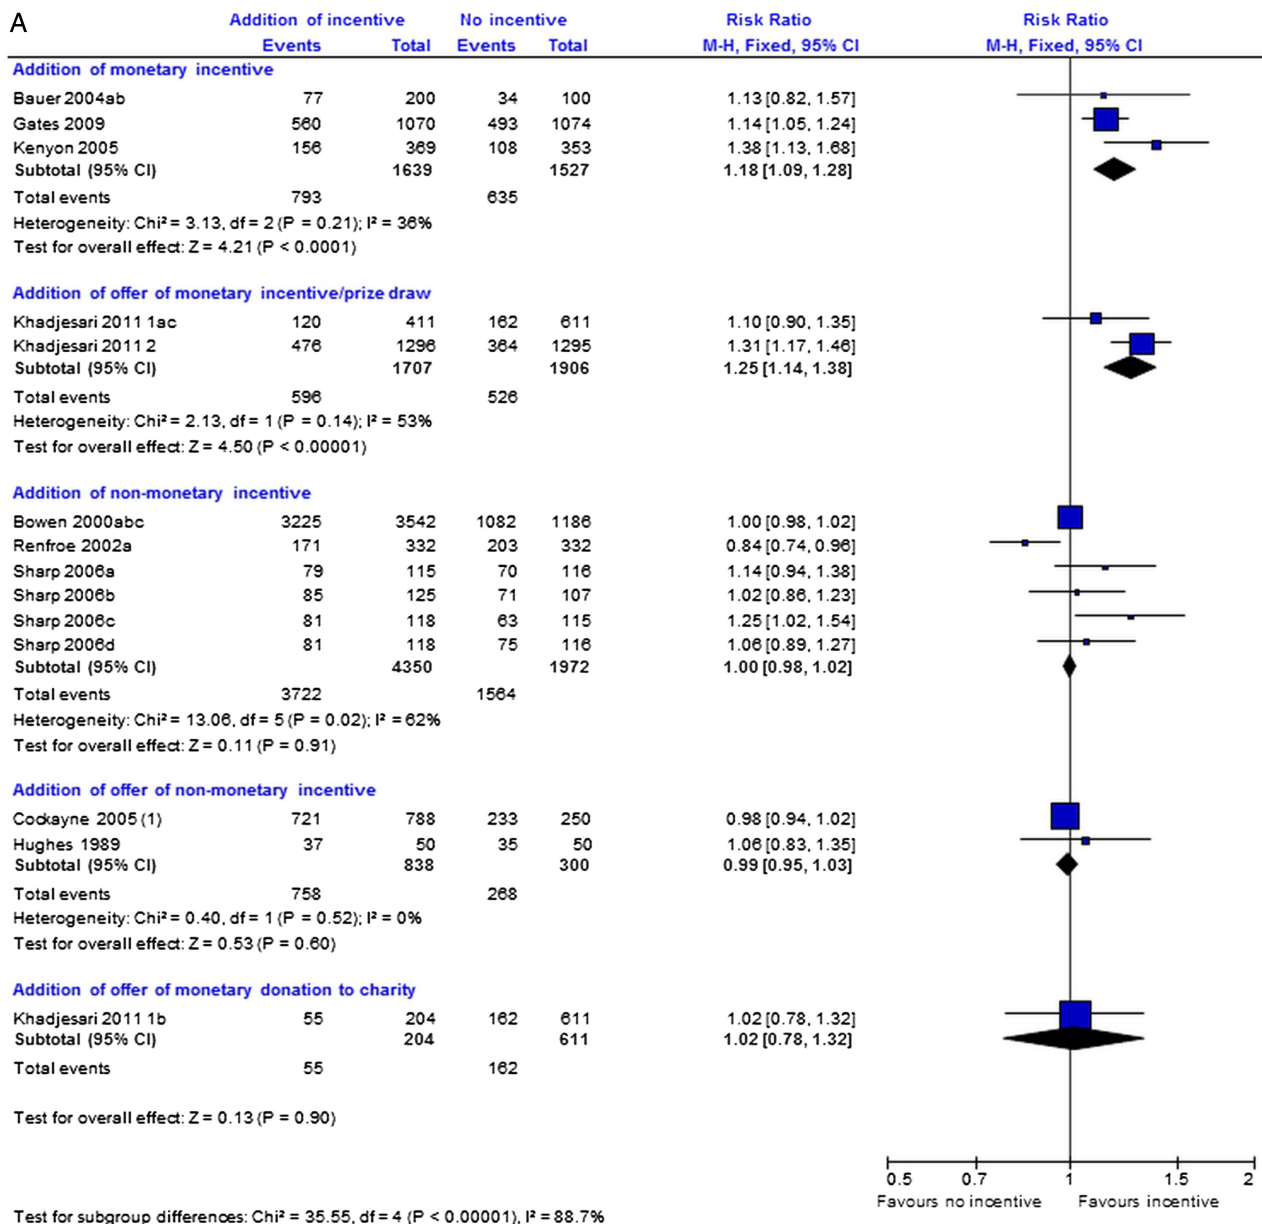 A
Addition of incentive No incentive Risk Ratio Risk Ratio
Events Total Events Total M-H, Fixed, 95% CI M-H, Fixed, 95% CI
Addition of monetary incentive
Bauer 2004ab 77 200 34 100 1.13 [0.82, 1.57]
Gates 2009 560 1070 493 1074 1.14 [1.05, 1.24]
Kenyon 2005 156 369 108 353 1.38 [1.13, 1.68]
Subtotal (95% CI) 1639 1527 1.18 [1.09, 1.28]
Total events 793 635
Heterogeneity: Chi² = 3.13, df = 2 (P = 0.21); I² = 36%
Test for overall effect: Z = 4.21 (P < 0.0001)
Addition of offer of monetary incentive/prize draw
Khadjesari 2011 1ac 120 411 162 611 1.10 [0.90, 1.35]
Khadjesari 2011 2 476 1296 364 1295 1.31 [1.17, 1.46]
Subtotal (95% CI) 1707 1906 1.25 [1.14, 1.38]
Total events 596 526
Heterogeneity: Chi² = 2.13, df = 1 (P = 0.14); I² = 53%
Test for overall effect: Z = 4.50 (P < 0.00001)
Addition of non-monetary incentive
Bowen 2000abc 3225 3542 1082 1186 1.00 [0.98, 1.02]
Renfroe 2002a 171 332 203 332 0.84 [0.74, 0.96]
Sharp 2006a 79 115 70 116 1.14 [0.94, 1.38]
Sharp 2006b 85 125 71 107 1.02 [0.86, 1.23]
Sharp 2006c 81 118 63 115 1.25 [1.02, 1.54]
Sharp 2006d 81 118 75 116 1.06 [0.89, 1.27]
Subtotal (95% CI) 4350 1972 1.00 [0.98, 1.02]
Total events 3722 1564
Heterogeneity: Chi² = 13.06, df = 5 (P = 0.02); I² = 62%
Test for overall effect: Z = 0.11 (P = 0.91)
Addition of offer of non-monetary incentive
Cockayne 2005 (1) 721 788 233 250 0.98 [0.94, 1.02]
Hughes 1989 37 50 35 50 1.06 [0.83, 1.35]
Subtotal (95% CI) 838 300 0.99 [0.95, 1.03]
Total events 758 268
Heterogeneity: Chi² = 0.40, df = 1 (P = 0.52); I² = 0%
Test for overall effect: Z = 0.53 (P = 0.60)
Addition of offer of monetary donation to charity
Khadjesari 2011 1b 55 204 162 611 1.02 [0.78, 1.32]
Subtotal (95% CI) 204 611 1.02 [0.78, 1.32]
Total events 55 162
Test for overall effect: Z = 0.13 (P = 0.90)
0.5 0.7 1 1.5 2
Favours no incentive Favours incentive
Test for subgroup differences: Chi² = 35.55, df = 4 (P < 0.00001), I² = 88.7%